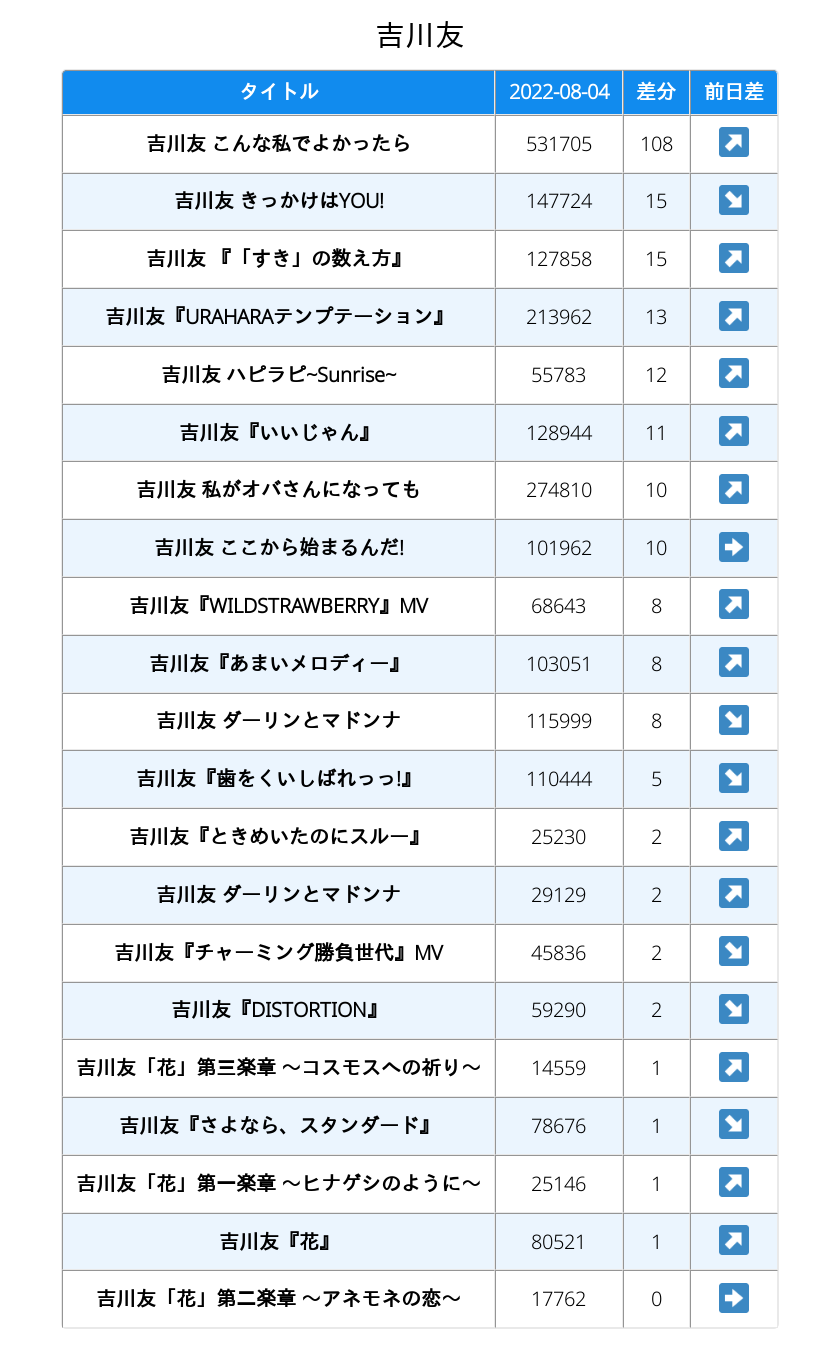 吉川友
タイトル 2022-08-04 差分 前日差
吉川友 こんな私でよかったら 531705 108 ↗
吉川友 きっかけはYOU! 147724 15 ↘
吉川友 『「すき」の数え方』 127858 15 ↗
吉川友『URAHARAテンプテーション』 213962 13 ↗
吉川友 ハピラピ~Sunrise~ 55783 12 ↗
吉川友『いいじゃん』 128944 11 ↗
吉川友 私がオバさんになっても 274810 10 ↗
吉川友 ここから始まるんだ! 101962 10 ➡
吉川友『WILDSTRAWBERRY』MV 68643 8 ↗
吉川友『あまいメロディー』 103051 8 ↗
吉川友 ダーリンとマドンナ 115999 8 ↘
吉川友『歯をくいしばれっっ!』 110444 5 ↘
吉川友『ときめいたのにスルー』 25230 2 ↗
吉川友 ダーリンとマドンナ 29129 2 ↗
吉川友『チャーミング勝負世代』MV 45836 2 ↘
吉川友『DISTORTION』 59290 2 ↘
吉川友「花」第三楽章 〜コスモスへの祈り〜 14559 1 ↗
吉川友『さよなら、スタンダード』 78676 1 ↘
吉川友「花」第一楽章 〜ヒナゲシのように〜 25146 1 ↗
吉川友『花』 80521 1 ↗
吉川友「花」第二楽章 〜アネモネの恋〜 17762 0 ➡